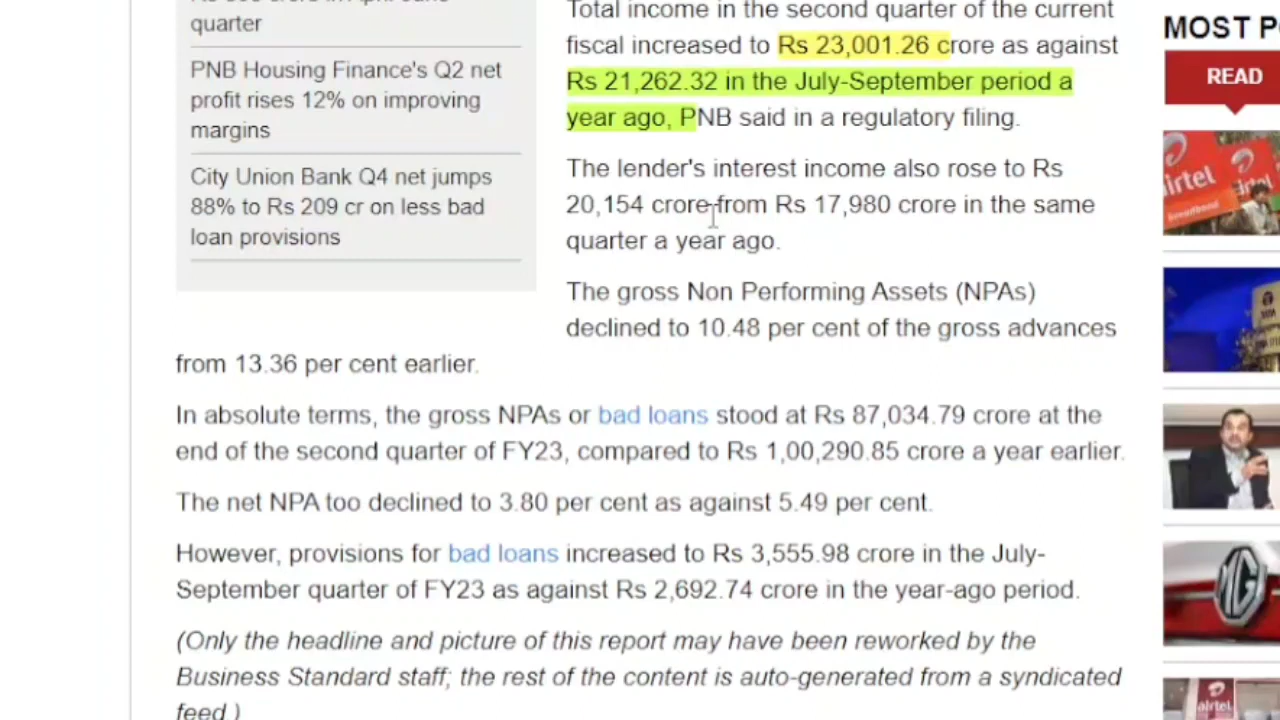 quarter
PNB Housing Finance's Q2 net
profit rises 12% on improving
margins
City Union Bank Q4 net jumps
88% to Rs 209 cr on less bad
loan provisions
Total income in the second quarter of the current
fiscal increased to Rs 23,001.26 crore as against
Rs 21,262.32 in the July-September period a
year ago, PNB said in a regulatory filing.
The lender's interest income also rose to Rs
20,154 crore from Rs 17,980 crore in the same
quarter a year ago.
The gross Non Performing Assets (NPAs)
declined to 10.48 per cent of the gross advances
from 13.36 per cent earlier.
In absolute terms, the gross NPAs or bad loans stood at Rs 87,034.79 crore at the
end of the second quarter of FY23, compared to Rs 1,00,290.85 crore a year earlier.
The net NPA too declined to 3.80 per cent as against 5.49 per cent.
However, provisions for bad loans increased to Rs 3,555.98 crore in the July-
September quarter of FY23 as against Rs 2,692.74 crore in the year-ago period.
(Only the headline and picture of this report may have been reworked by the
Business Standard staff; the rest of the content is auto-generated from a syndicated
feed.)
MOST P
READ
airtel
broadband
airtel